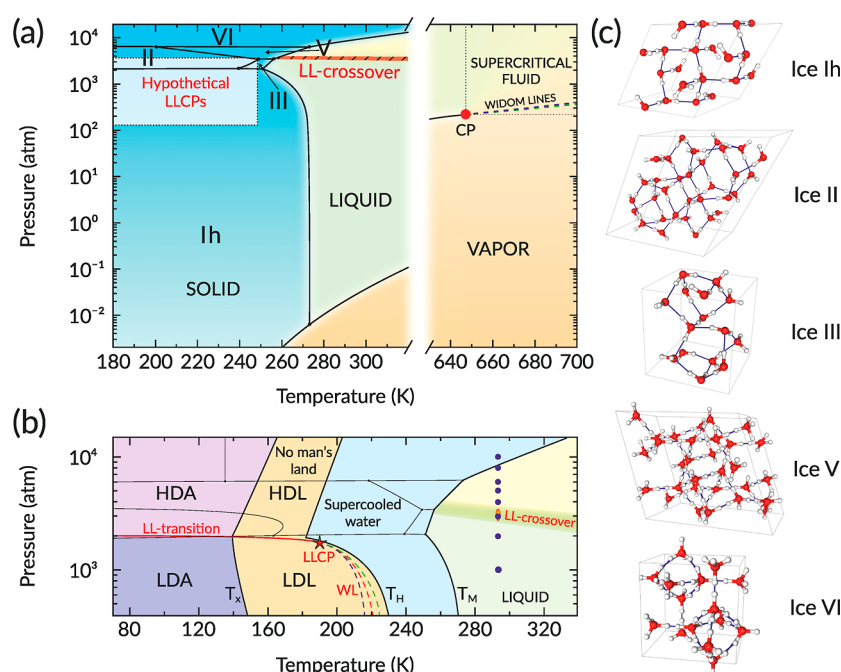 (a)
Pressure (atm)
10⁴
10³
10²
10¹
10⁰
10⁻¹
10⁻²
VI
II
V
III
Hypothetical
LLCPs
LL-crossover
Ih
SOLID
LIQUID
SUPERCRITICAL
FLUID
WIDOM LINES
CP
VAPOR
180 200 220 240 260 280 300 320 640 660 680 700
Temperature (K)
(b)
Pressure (atm)
10⁴
10³
HDA
No man's
land
HDL
Supercooled
water
LL-transition
LL-crossover
LLCP
LDA
Tx
LDL
WL
TH
TM
LIQUID
80 120 160 200 240 280 320
Temperature (K)
(c)
Ice Ih
Ice II
Ice III
Ice V
Ice VI